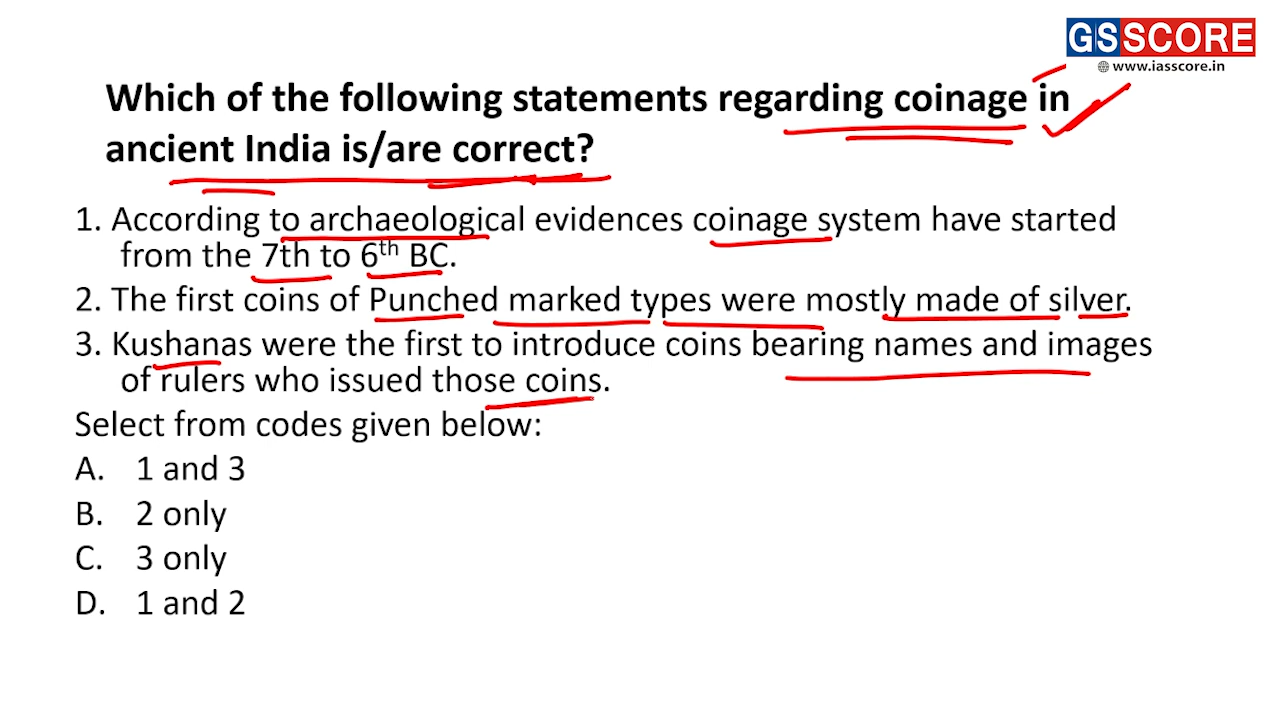 GSSCORE
www.iasscore.in
Which of the following statements regarding coinage in
ancient India is/are correct?
1. According to archaeological evidences coinage system have started
from the 7th to 6th BC.
2. The first coins of Punched marked types were mostly made of silver.
3. Kushanas were the first to introduce coins bearing names and images
of rulers who issued those coins.
Select from codes given below:
A. 1 and 3
B. 2 only
C. 3 only
D. 1 and 2